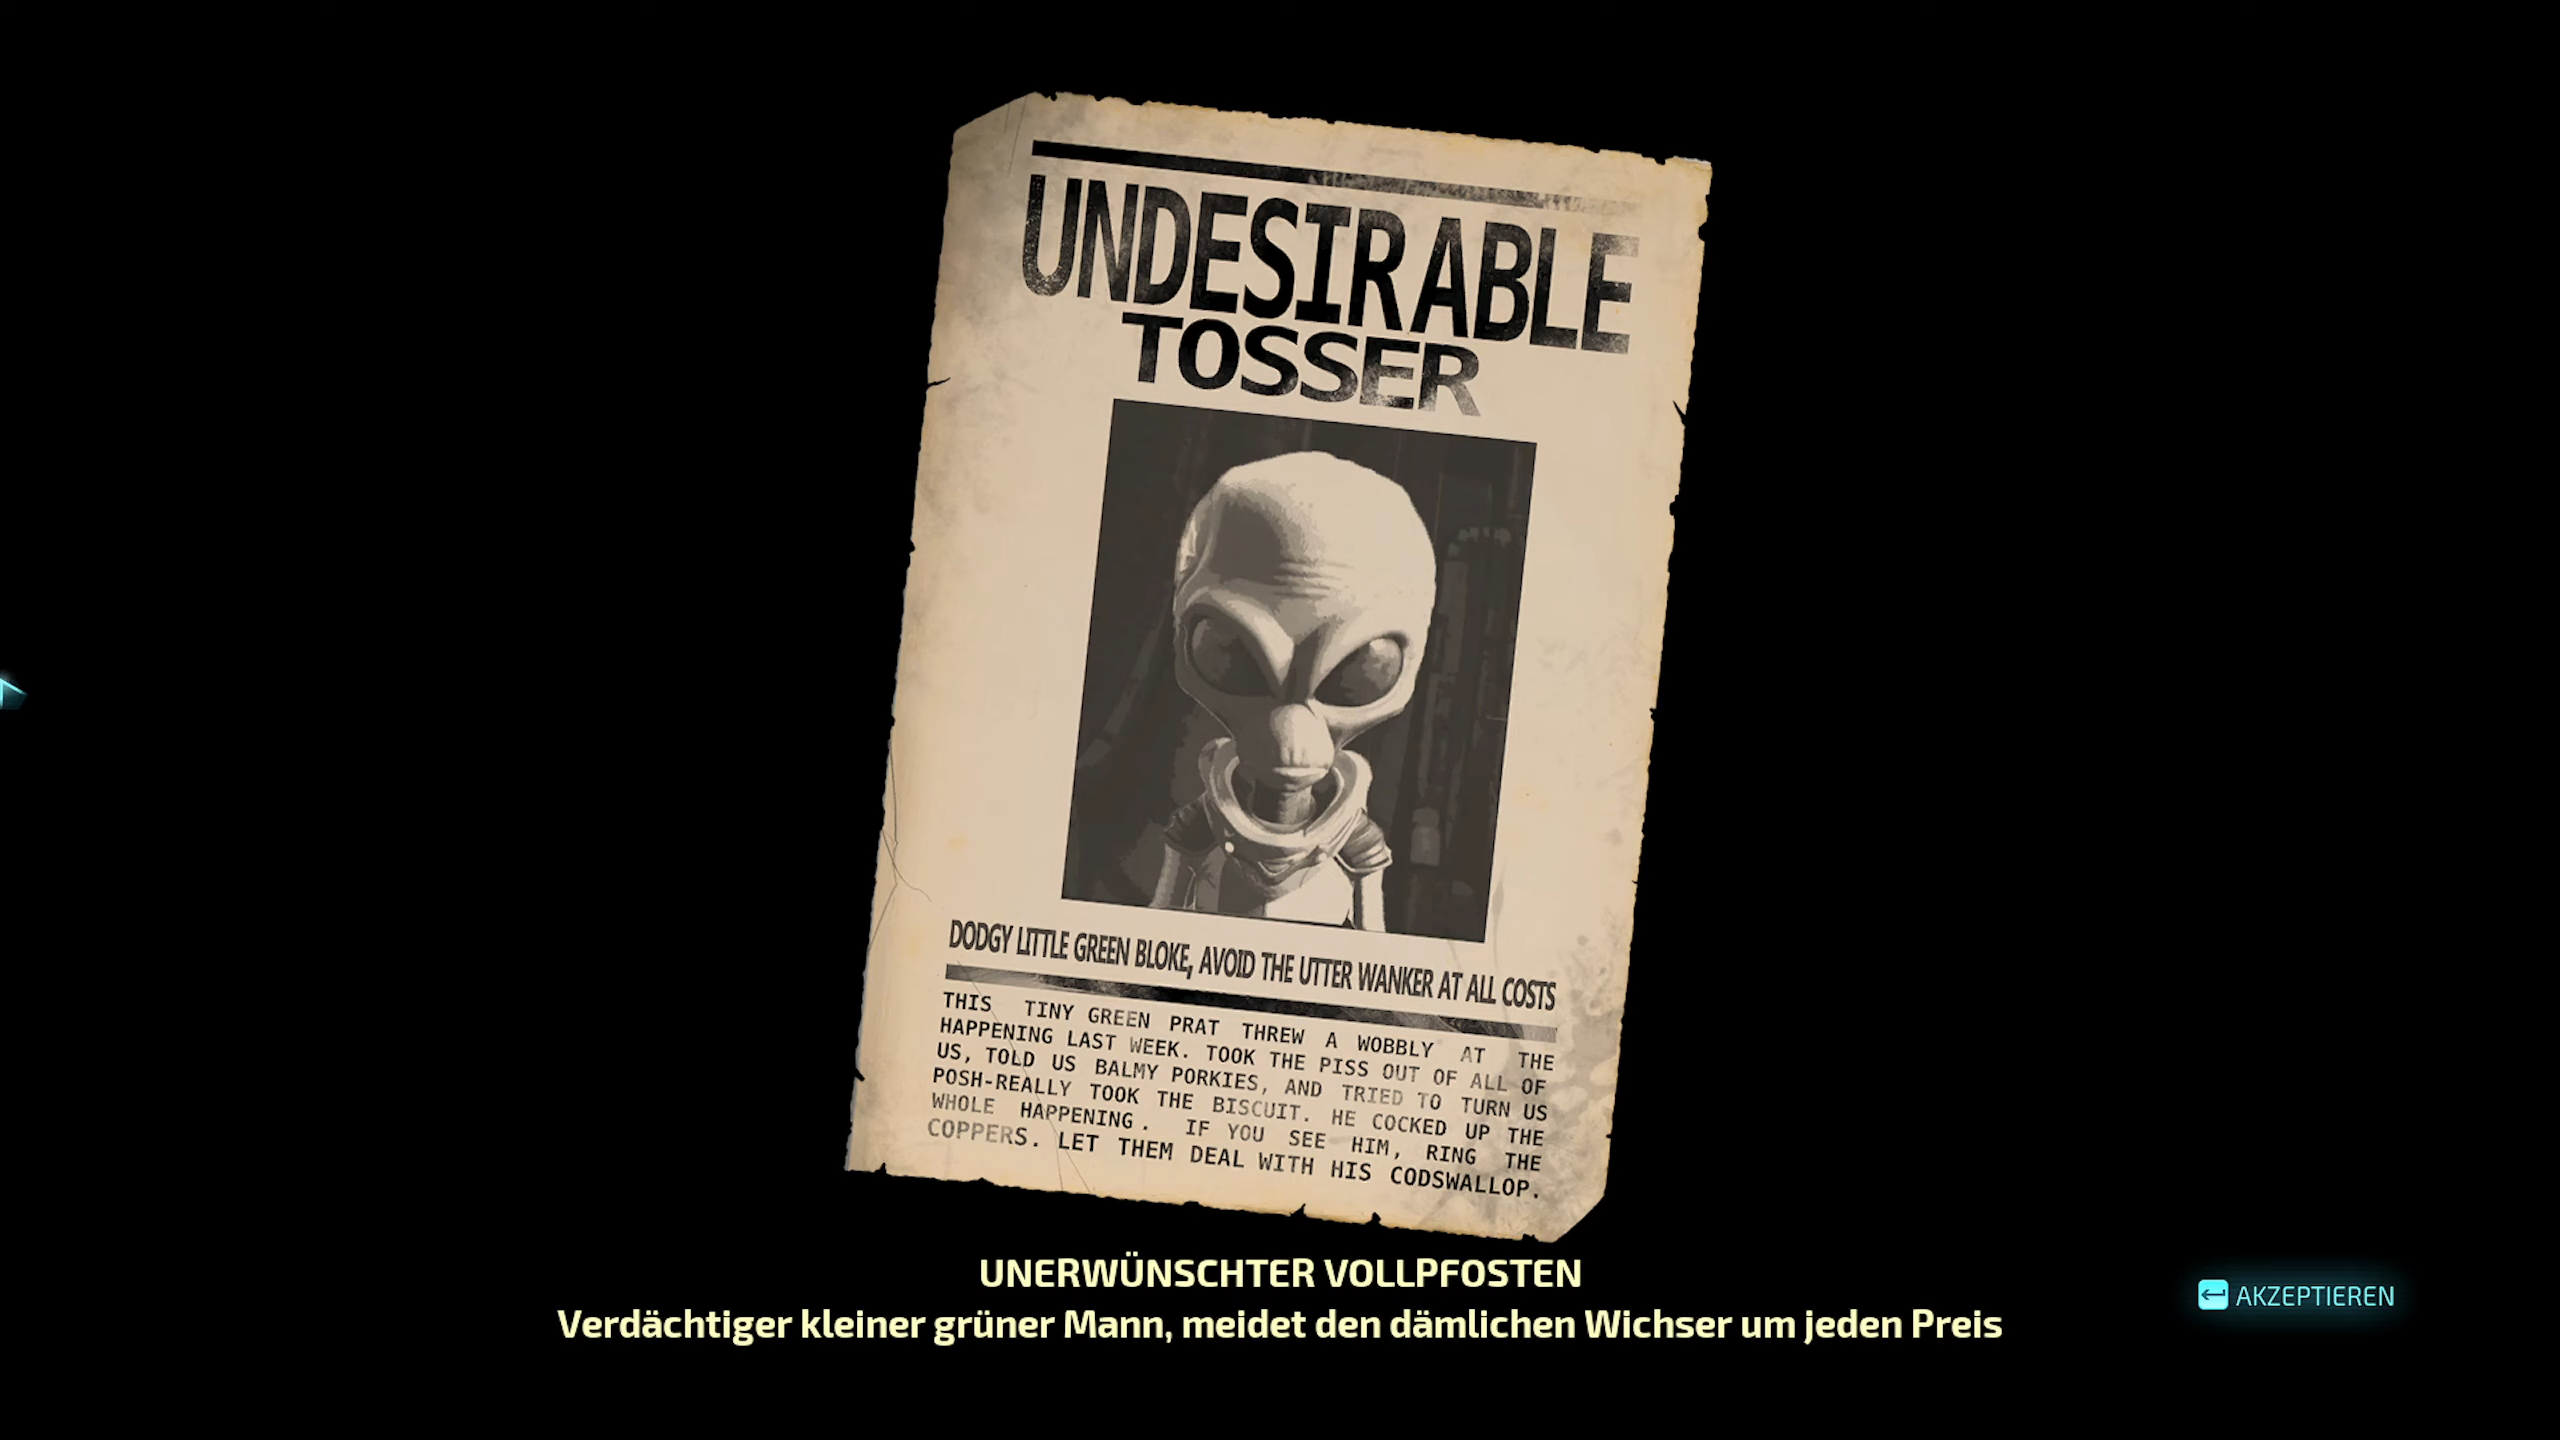 UNDESIRABLE
TOSSER
DODGY LITTLE GREEN BLOKE, AVOID THE UTTER WANKER AT ALL COSTS
THIS TINY GREEN PRAT THREW A WOBBLY AT THE
HAPPENING LAST WEEK. TOOK THE PISS OUT OF ALL OF
US, TOLD US BALMY PORKIES, AND TRIED TO TURN US
POSH-REALLY TOOK THE BISCUIT. HE COCKED UP THE
WHOLE HAPPENING. IF YOU SEE HIM, RING THE
COPPERS. LET THEM DEAL WITH HIS CODSWALLOP.
UNERWÜNSCHTER VOLLPFOSTEN
Verdächtiger kleiner grüner Mann, meidet den dämlichen Wichser um jeden Preis
AKZEPTIEREN